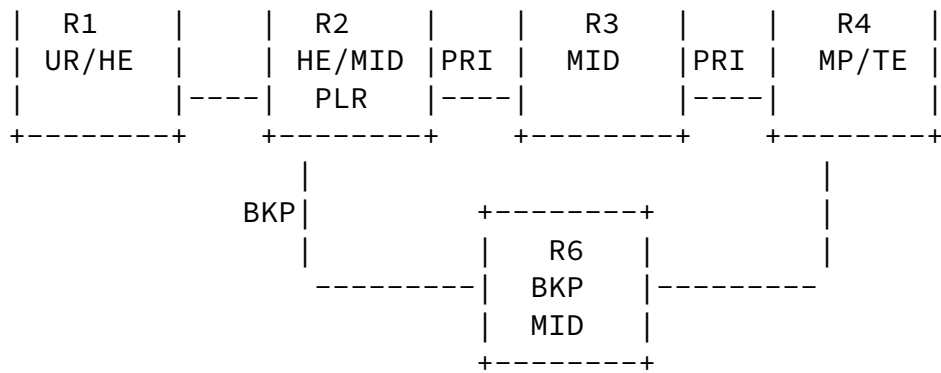 |   R1   |    |   R2   |    |   R3   |    |   R4   |
| UR/HE  |    | HE/MID |PRI |  MID   |PRI |  MP/TE |
|        |----|  PLR   |----|        |----|        |
+--------+    +--------+    +--------+    +--------+
|                          |
BKP|        +--------+        |
|        |   R6   |        |
---------|  BKP   |---------
|  MID   |
+--------+